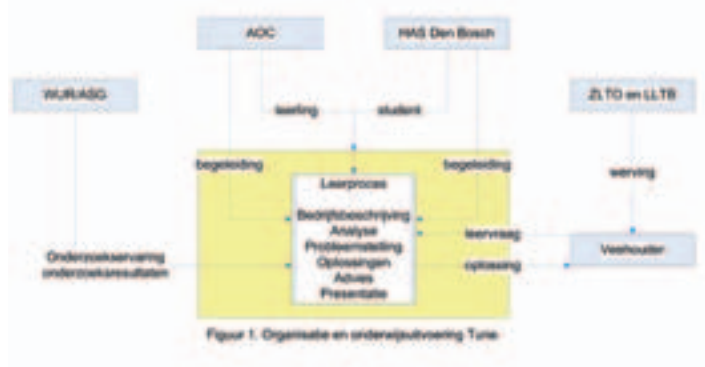 AOC
HAS Den Bosch
WUR/ASG
ZLTO en LLTB
leerling
student
begeleiding
begeleiding
werving
Leerproces
Bedrijfsbeschrijving
Analyse
Probleemstelling
Oplossingen
Advies
Presentatie
leervraag
Veehouder
oplossing
Onderzoekservaring
onderzoeksresultaten
Figuur 1. Organisatie en onderwijsuitvoering Tune